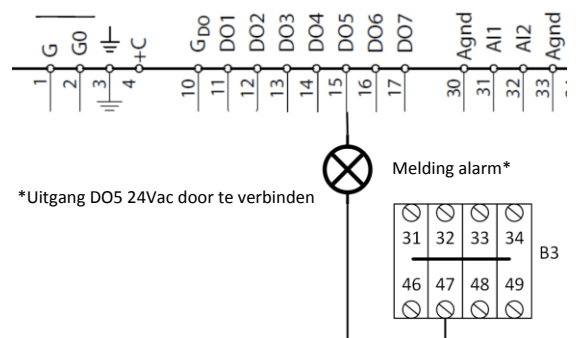 G G0 +C G DO DO1 DO2 DO3 DO4 DO5 DO6 DO7 Agnd AI1 AI2 Agnd
1 2 3 4 10 11 12 13 14 15 16 17 30 31 32 33
Melding alarm*
*Uitgang DO5 24Vac door te verbinden
31 32 33 34
B3
46 47 48 49